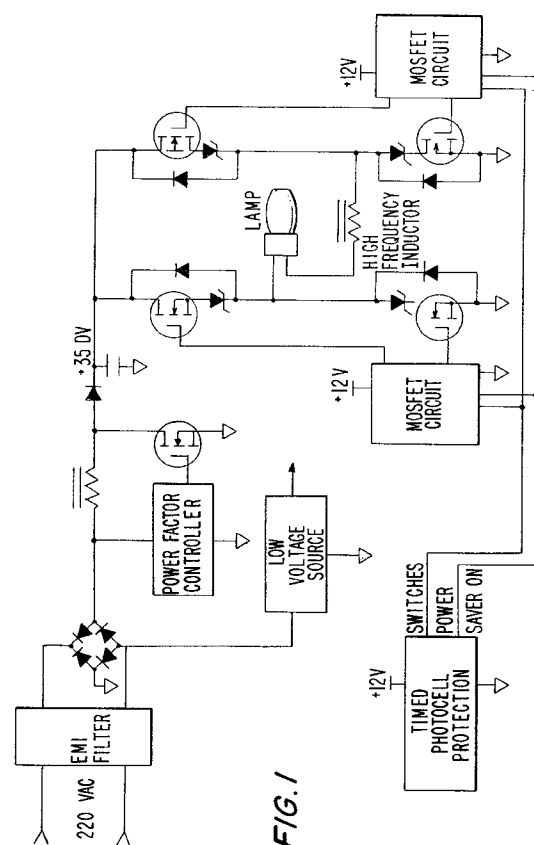 220 VAC
EMI
FILTER
POWER FACTOR
CONTROLLER
LOW
VOLTAGE
SOURCE
+35 DV
LAMP
HIGH
FREQUENCY
INDUCTOR
+12V
MOSFET
CIRCUIT
+12V
MOSFET
CIRCUIT
+12V
TIMED
PHOTOCELL
PROTECTION
SWITCHES
POWER
SAVER ON
FIG. 1